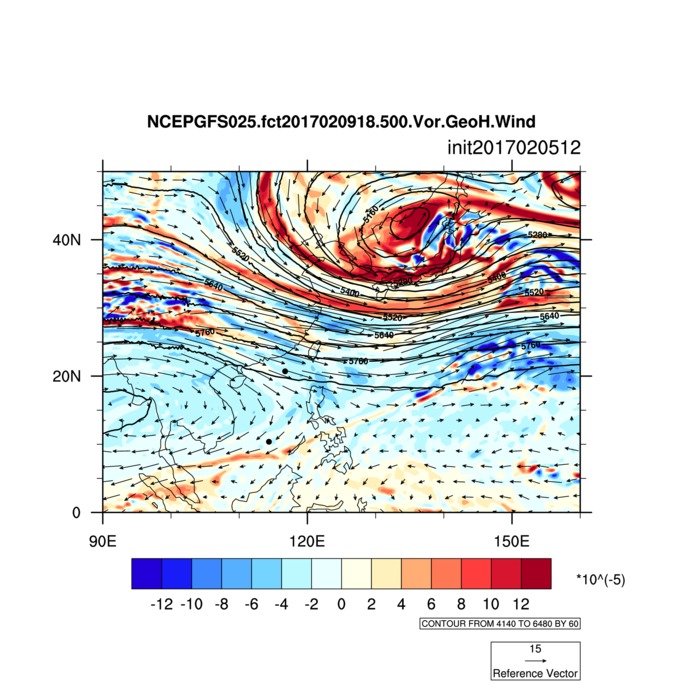 NCEPGFS025.fct2017020918.500.Vor.GeoH.Wind
init2017020512
5160
5280
5520
5400
5400
5640
5520
5520
5640
5760
5640
5760
5760
40N
20N
0
90E 120E 150E
-12 -10 -8 -6 -4 -2 0 2 4 6 8 10 12
*10^(-5)
CONTOUR FROM 4140 TO 6480 BY 60
15
Reference Vector